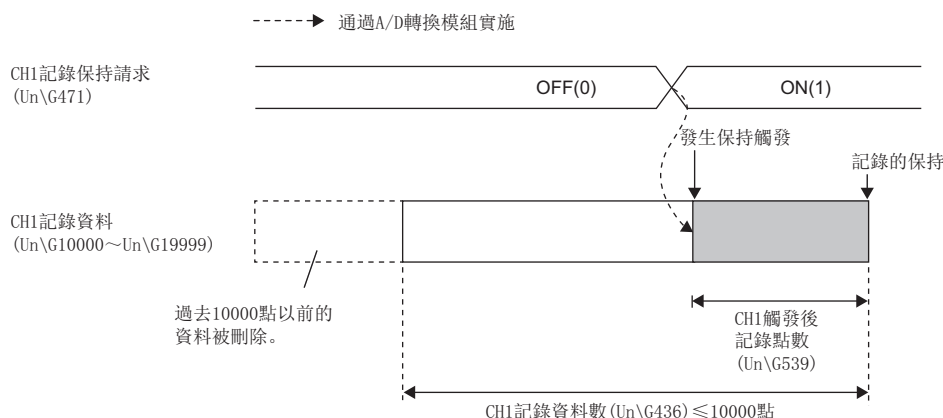 通過A/D轉換模組實施
CH1記錄保持請求
(Un\G471)
OFF(0)
ON(1)
發生保持觸發
記錄的保持
CH1記錄資料
(Un\G10000～Un\G19999)
過去10000點以前的
資料被刪除。
CH1觸發後
記錄點數
(Un\G539)
CH1記錄資料數(Un\G436)≤10000點